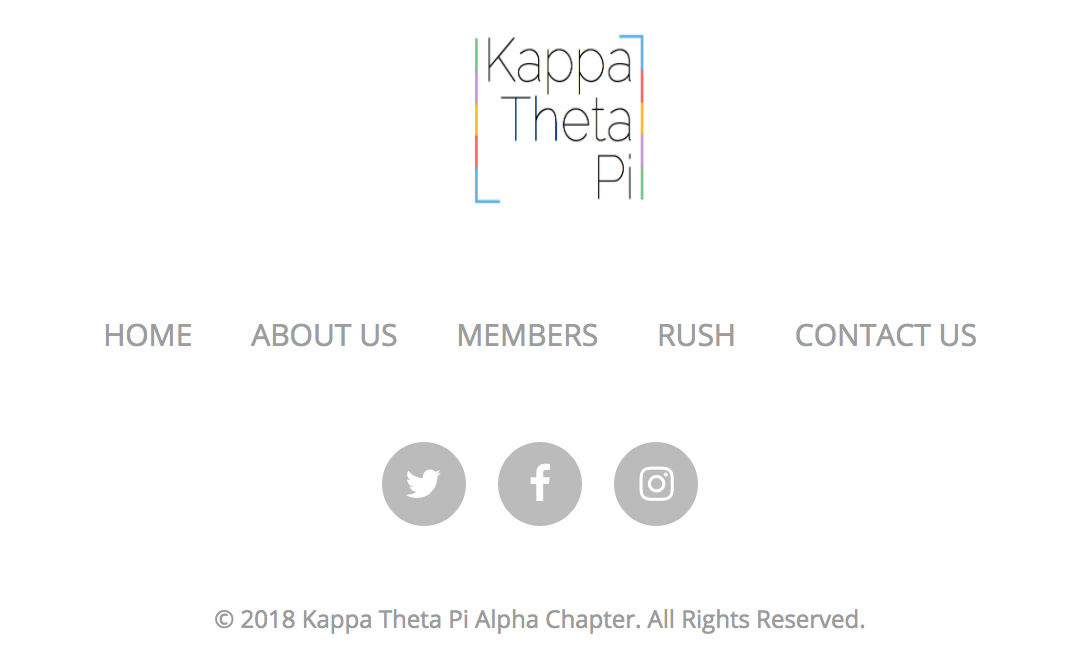 Kappa
Theta
Pi
HOME ABOUT US MEMBERS RUSH CONTACT US
© 2018 Kappa Theta Pi Alpha Chapter. All Rights Reserved.